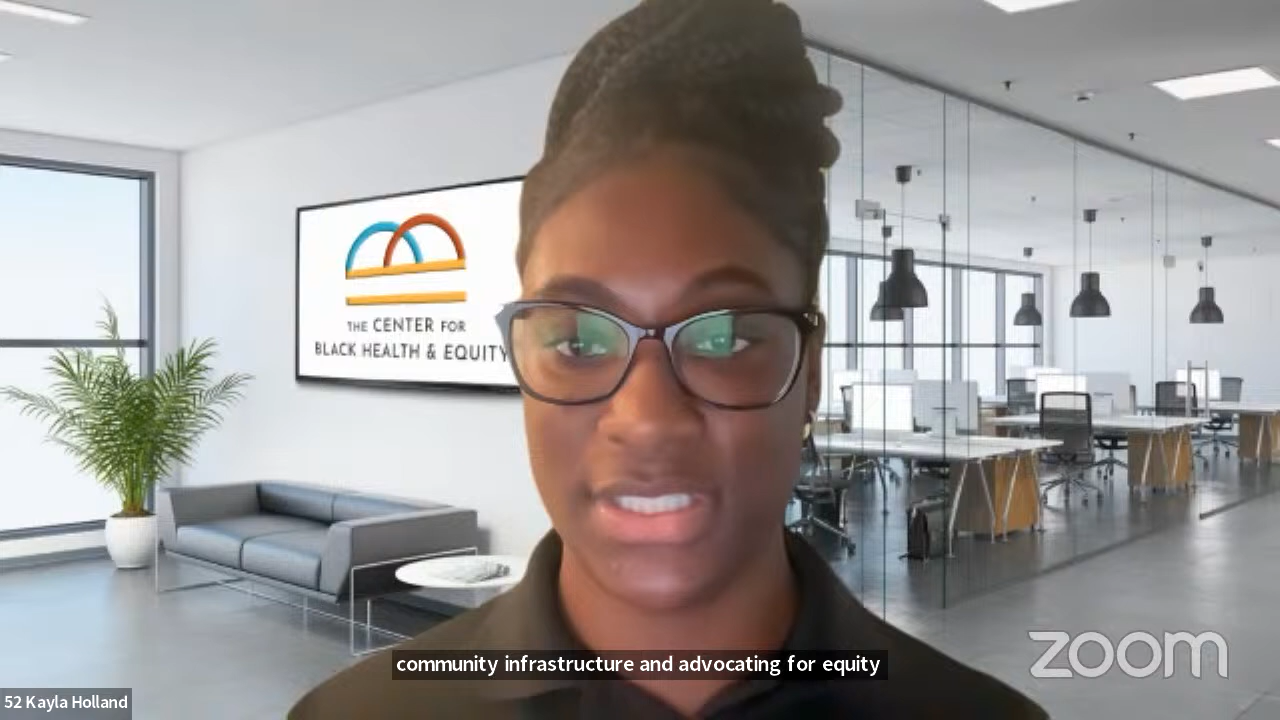 THE CENTER FOR
BLACK HEALTH & EQUITY
community infrastructure and advocating for equity
zoom
52 Kayla Holland